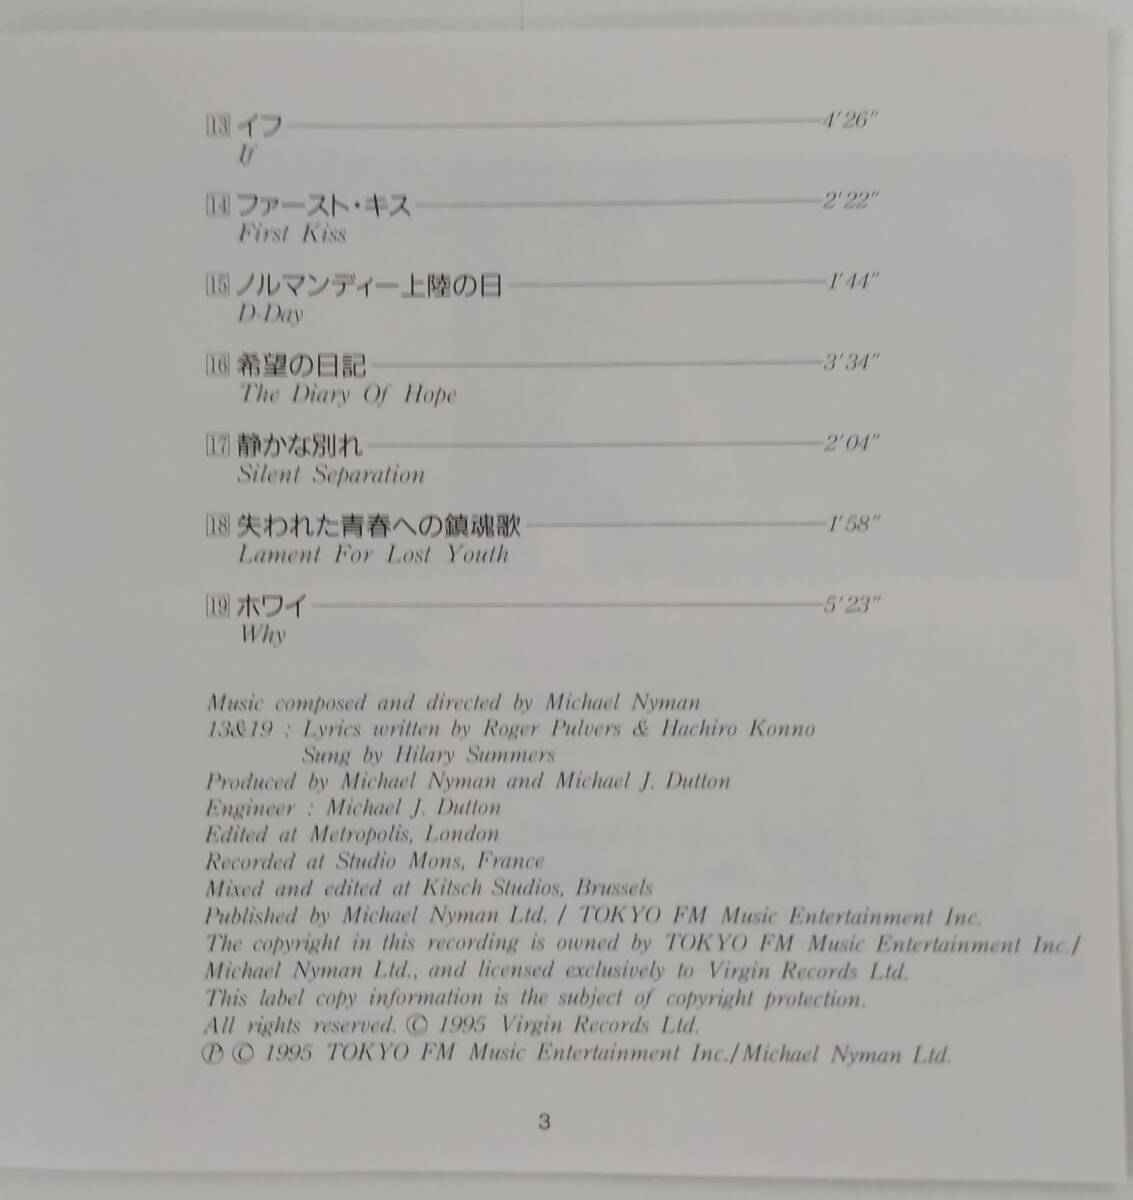 13 イフ 4'26"
If
14 ファースト・キス 2'22"
First Kiss
15 ノルマンディー上陸の日 1'44"
D-Day
16 希望の日記 3'34"
The Diary Of Hope
17 静かな別れ 2'04"
Silent Separation
18 失われた青春への鎮魂歌 1'58"
Lament For Lost Youth
19 ホワイ 5'23"
Why
Music composed and directed by Michael Nyman
13&19 : Lyrics written by Roger Pulvers & Hachiro Konno
Sung by Hilary Summers
Produced by Michael Nyman and Michael J. Dutton
Engineer : Michael J. Dutton
Edited at Metropolis, London
Recorded at Studio Mons, France
Mixed and edited at Kitsch Studios, Brussels
Published by Michael Nyman Ltd. / TOKYO FM Music Entertainment Inc.
The copyright in this recording is owned by TOKYO FM Music Entertainment Inc./
Michael Nyman Ltd., and licensed exclusively to Virgin Records Ltd.
This label copy information is the subject of copyright protection.
All rights reserved. © 1995 Virgin Records Ltd.
℗ © 1995 TOKYO FM Music Entertainment Inc./Michael Nyman Ltd.
3